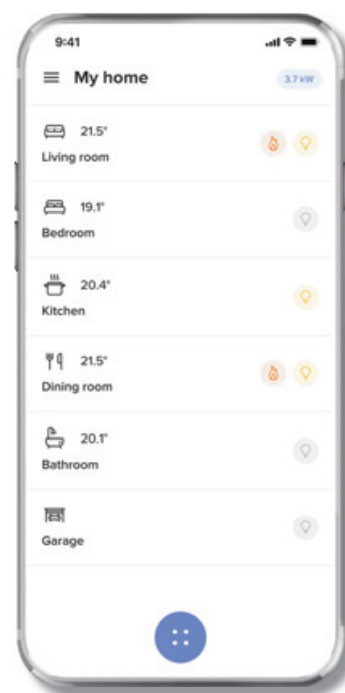 9:41
My home
3.7 kW
21.5°
Living room
19.1°
Bedroom
20.4°
Kitchen
21.5°
Dining room
20.1°
Bathroom
Garage